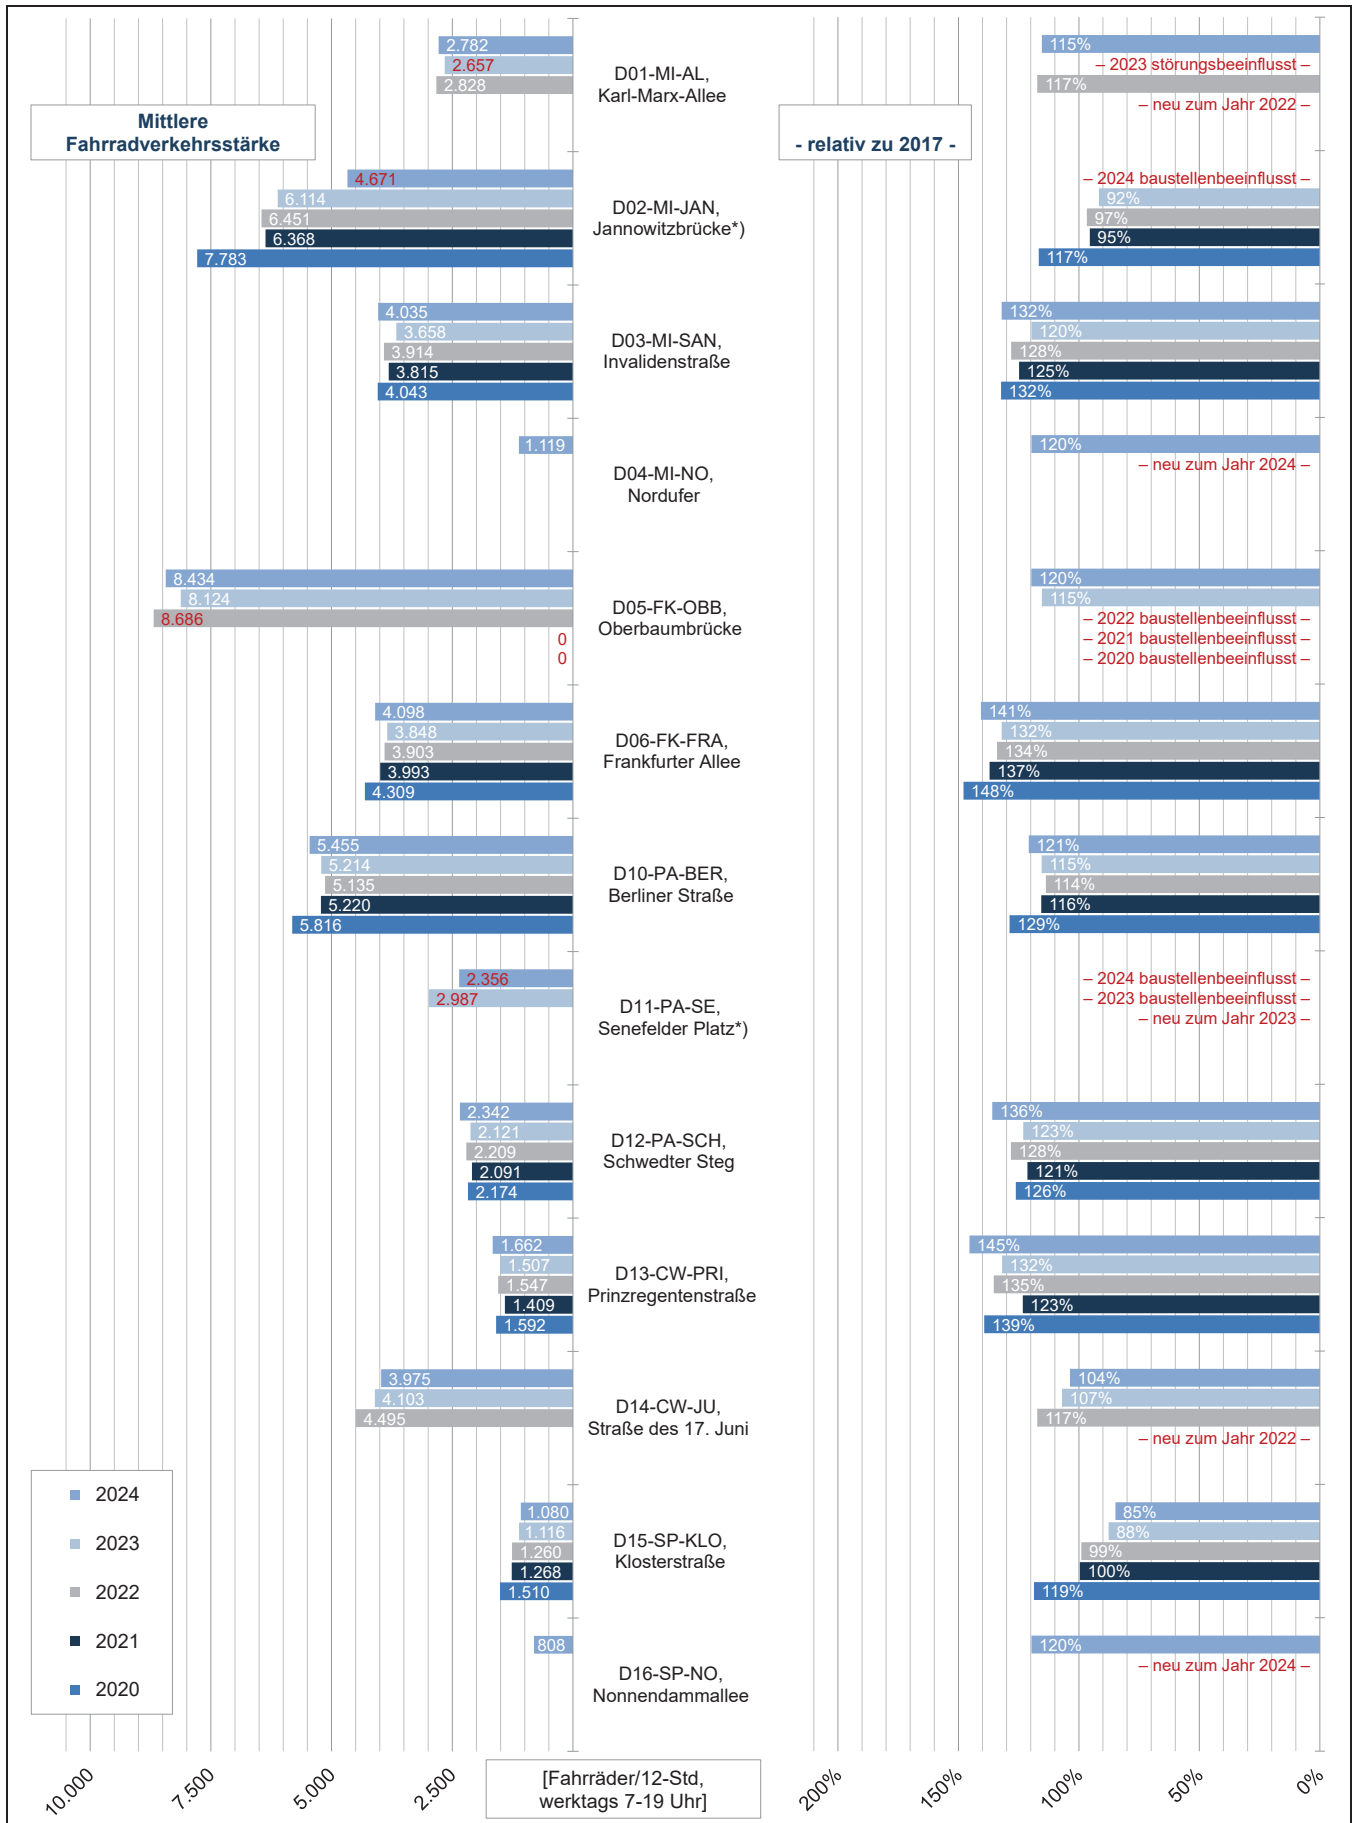 Mittlere
Fahrradverkehrsstärke
- relativ zu 2017 -
2.782
2.657
2.828
D01-MI-AL,
Karl-Marx-Allee
115%
– 2023 störungsbeeinflusst –
117%
– neu zum Jahr 2022 –
4.671
6.114
6.451
6.368
7.783
D02-MI-JAN,
Jannowitzbrücke*)
– 2024 baustellenbeeinflusst –
92%
97%
95%
117%
4.035
3.658
3.914
3.815
4.043
D03-MI-SAN,
Invalidenstraße
132%
120%
128%
125%
132%
1.119
D04-MI-NO,
Nordufer
120%
– neu zum Jahr 2024 –
8.434
8.124
8.686
0
0
D05-FK-OBB,
Oberbaumbrücke
120%
115%
– 2022 baustellenbeeinflusst –
– 2021 baustellenbeeinflusst –
– 2020 baustellenbeeinflusst –
4.098
3.848
3.903
3.993
4.309
D06-FK-FRA,
Frankfurter Allee
141%
132%
134%
137%
148%
5.455
5.214
5.135
5.220
5.816
D10-PA-BER,
Berliner Straße
121%
115%
114%
116%
129%
2.356
2.987
D11-PA-SE,
Senefelder Platz*)
– 2024 baustellenbeeinflusst –
– 2023 baustellenbeeinflusst –
– neu zum Jahr 2023 –
2.342
2.121
2.209
2.091
2.174
D12-PA-SCH,
Schwedter Steg
136%
123%
128%
121%
126%
1.662
1.507
1.547
1.409
1.592
D13-CW-PRI,
Prinzregentenstraße
145%
132%
135%
123%
139%
3.975
4.103
4.495
D14-CW-JU,
Straße des 17. Juni
104%
107%
117%
– neu zum Jahr 2022 –
1.080
1.116
1.260
1.268
1.510
D15-SP-KLO,
Klosterstraße
85%
88%
99%
100%
119%
808
D16-SP-NO,
Nonnendammallee
120%
– neu zum Jahr 2024 –
2024
2023
2022
2021
2020
10.000
7.500
5.000
2.500
[Fahrräder/12-Std,
werktags 7-19 Uhr]
200%
150%
100%
50%
0%